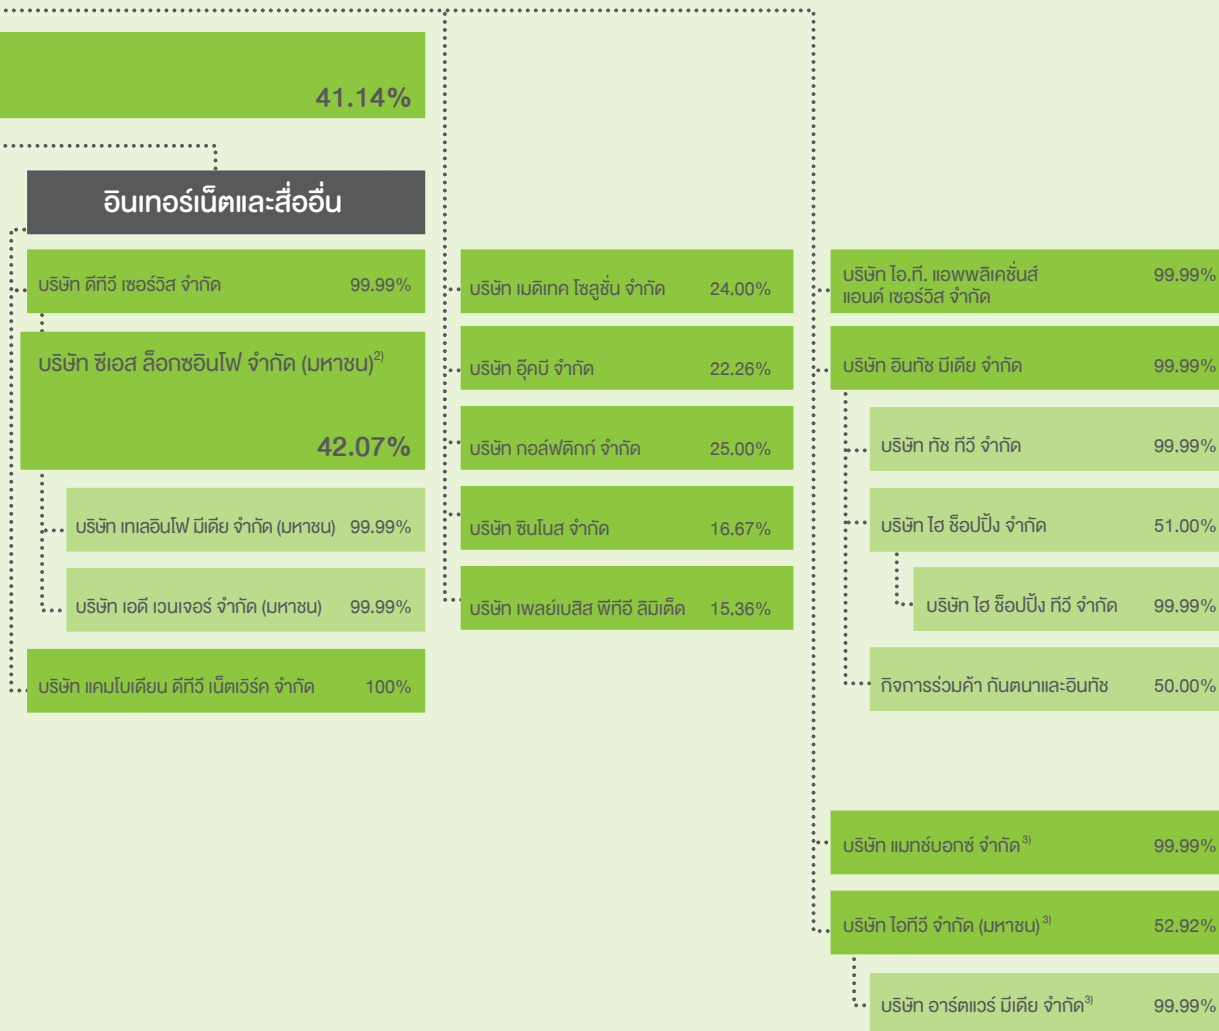 41.14%
อินเทอร์เน็ตและสื่ออื่น
บริษัท ดีทีวี เซอร์วิส จำกัด 99.99%
บริษัท ซีเอส ล็อกซอินโฟ จำกัด (มหาชน)2)
42.07%
บริษัท เทเลอินโฟ มีเดีย จำกัด (มหาชน) 99.99%
บริษัท เอดี เวนเจอร์ จำกัด (มหาชน) 99.99%
บริษัท แคมโบเดียน ดีทีวี เน็ตเวิร์ค จำกัด 100%
บริษัท เมดิเทค โซลูชั่น จำกัด 24.00%
บริษัท อุ๊คบี จำกัด 22.26%
บริษัท กอล์ฟดิกก์ จำกัด 25.00%
บริษัท ซินโนส จำกัด 16.67%
บริษัท เพลย์เบสิส พีทีอี ลิมิเต็ด 15.36%
บริษัท ไอ.ที. แอพพลิเคชั่นส์ 99.99%
แอนด์ เซอร์วิส จำกัด
บริษัท อินทัช มีเดีย จำกัด 99.99%
บริษัท ทัช ทีวี จำกัด 99.99%
บริษัท ไฮ ช็อปปิ้ง จำกัด 51.00%
บริษัท ไฮ ช็อปปิ้ง ทีวี จำกัด 99.99%
กิจการร่วมค้า กันตนาและอินทัช 50.00%
บริษัท แมทช์บอกซ์ จำกัด3) 99.99%
บริษัท ไอทีวี จำกัด (มหาชน)3) 52.92%
บริษัท อาร์ตแวร์ มีเดีย จำกัด3) 99.99%